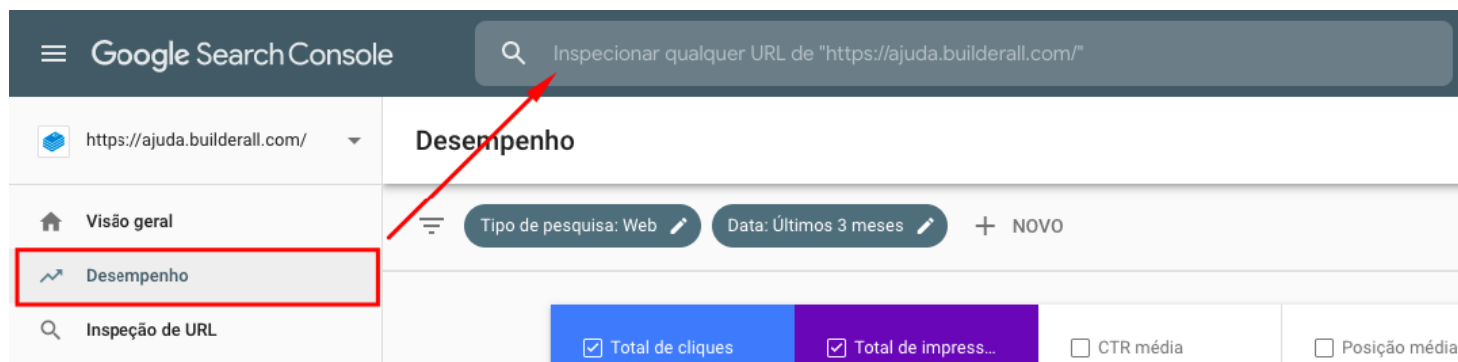 Google Search Console
Inspecionar qualquer URL de "https://ajuda.builderall.com/"
https://ajuda.builderall.com/
Desempenho
Visão geral
Tipo de pesquisa: Web
Data: Últimos 3 meses
NOVO
Desempenho
Inspeção de URL
Total de cliques
Total de impress...
CTR média
Posição média